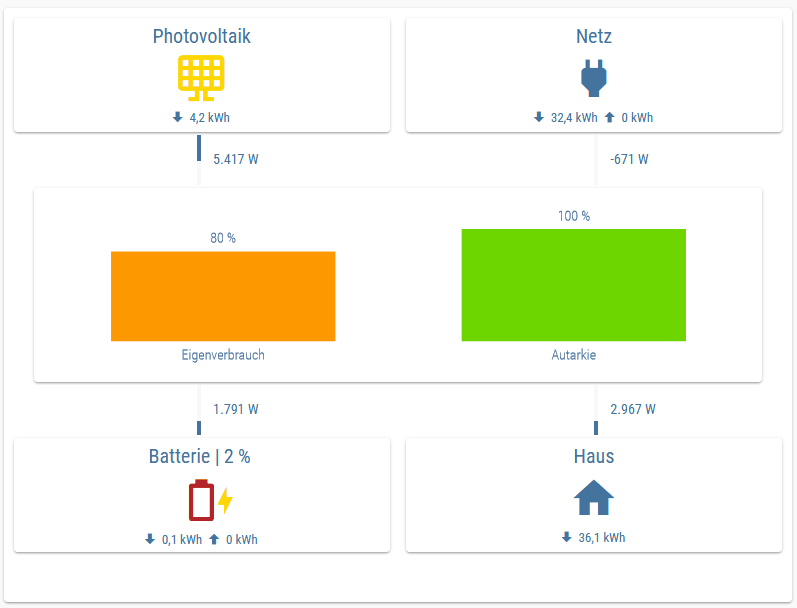 Photovoltaik
4,2 kWh
Netz
32,4 kWh 0 kWh
5.417 W
-671 W
80 %
Eigenverbrauch
100 %
Autarkie
1.791 W
2.967 W
Batterie | 2 %
0,1 kWh 0 kWh
Haus
36,1 kWh